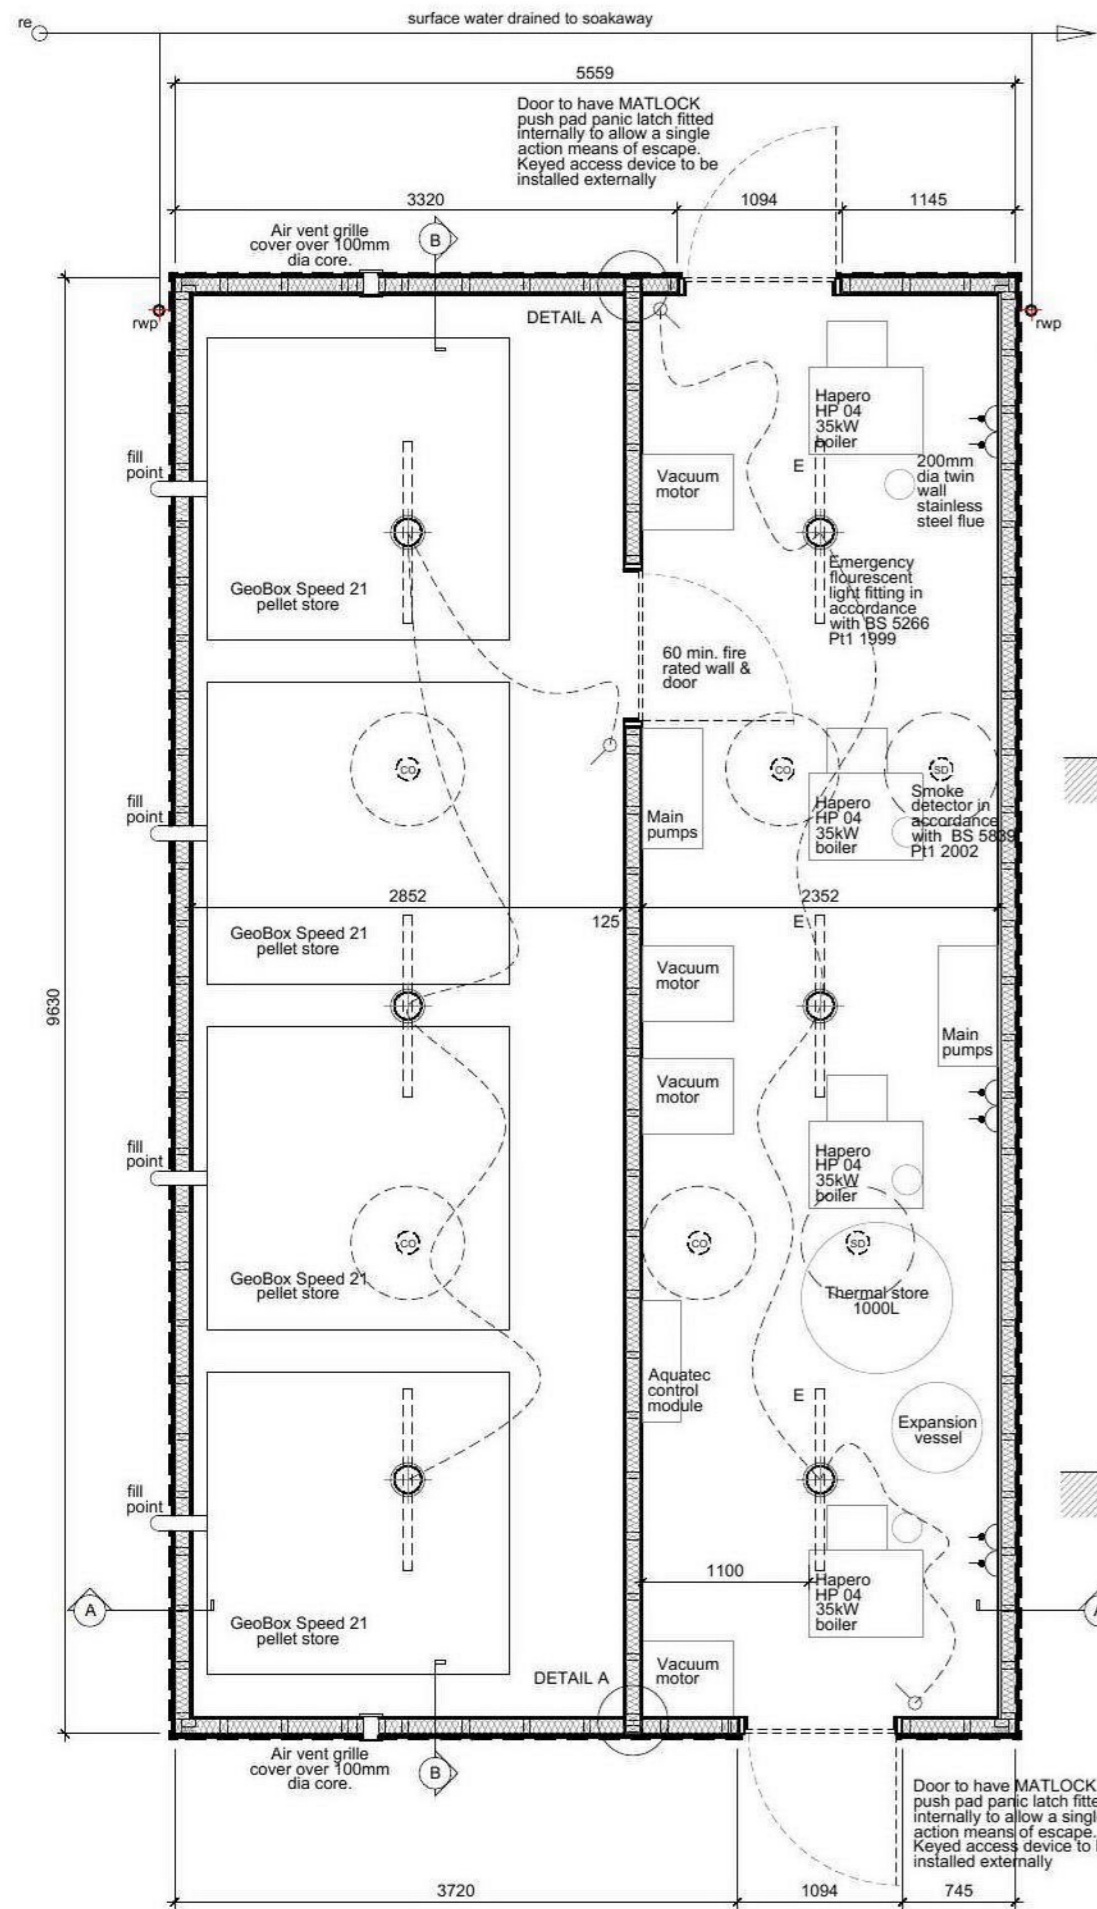 re
surface water drained to soakaway
5559
Door to have MATLOCK
push pad panic latch fitted
internally to allow a single
action means of escape.
Keyed access device to be
installed externally
3320
1094
1145
Air vent grille
cover over 100mm
dia core.
B
DETAIL A
rwp
rwp
Hapero
HP 04
35kW
boiler
fill
point
Vacuum
motor
E
200mm
dia twin
wall
stainless
steel flue
GeoBox Speed 21
pellet store
Emergency
flourescent
light fitting in
accordance
with BS 5266
Pt1 1999
60 min. fire
rated wall &
door
CO
CO
SD
fill
point
Main
pumps
Hapero
HP 04
35kW
boiler
Smoke
detector in
accordance
with BS 5839
Pt1 2002
2852
125
2352
GeoBox Speed 21
pellet store
E
Vacuum
motor
9630
Main
pumps
Vacuum
motor
fill
point
Hapero
HP 04
35kW
boiler
CO
CO
SD
GeoBox Speed 21
pellet store
Thermal store
1000L
Aquatec
control
module
E
Expansion
vessel
fill
point
1100
Hapero
HP 04
35kW
boiler
A
A
GeoBox Speed 21
pellet store
Vacuum
motor
DETAIL A
Air vent grille
cover over 100mm
dia core.
B
Door to have MATLOCK
push pad panic latch fitte
internally to allow a singl
action means of escape.
Keyed access device to
installed externally
3720
1094
745